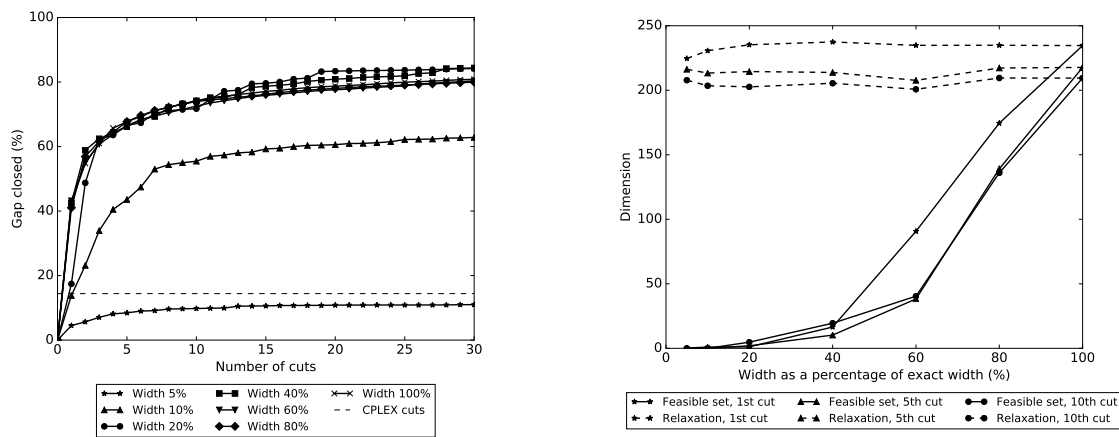 100
80
60
40
20
0
Gap closed (%)
0 5 10 15 20 25 30
Number of cuts
Width 5% Width 40% Width 100%
Width 10% Width 60% CPLEX cuts
Width 20% Width 80%
250
200
150
100
50
0
Dimension
0 20 40 60 80 100
Width as a percentage of exact width (%)
Feasible set, 1st cut Feasible set, 5th cut Feasible set, 10th cut
Relaxation, 1st cut Relaxation, 5th cut Relaxation, 10th cut